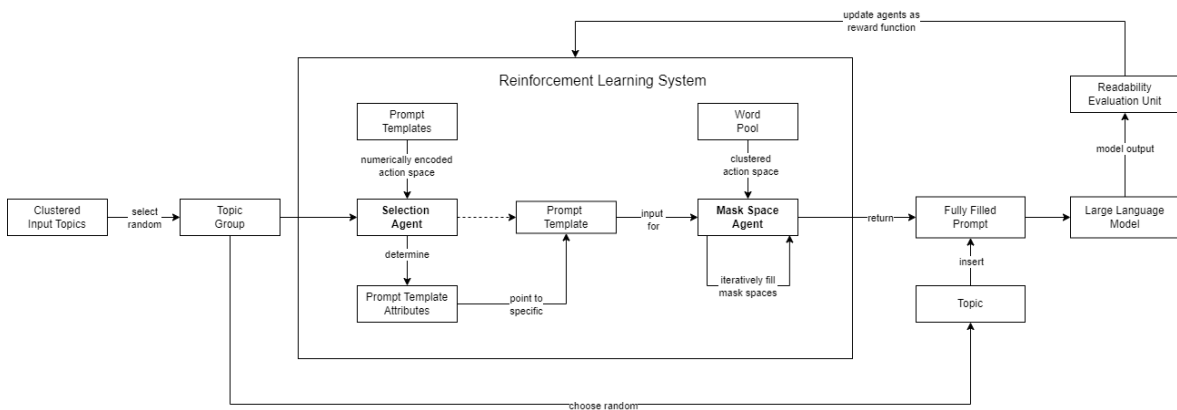 update agents as
reward function
Reinforcement Learning System
Readability
Evaluation Unit
Prompt
Templates
Word
Pool
numerically encoded
action space
clustered
action space
model output
Clustered
Input Topics
select
random
Topic
Group
Selection
Agent
Prompt
Template
input
for
Mask Space
Agent
return
Fully Filled
Prompt
Large Language
Model
determine
iteratively fill
mask spaces
insert
Prompt Template
Attributes
point to
specific
Topic
choose random